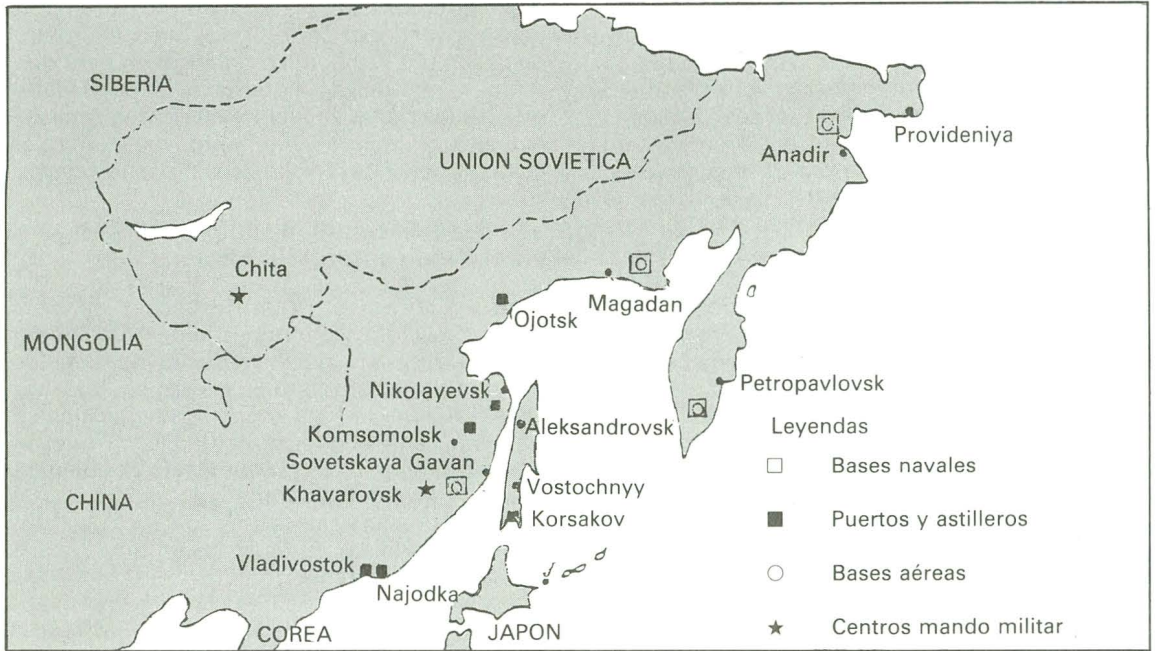 SIBERIA
UNION SOVIETICA
Provideniya
Anadir
Chita
Magadan
Ojotsk
MONGOLIA
Nikolayevsk
Petropavlovsk
Aleksandrovsk
Leyendas
Komsomolsk
Sovetskaya Gavan
Bases navales
Khavarovsk
Vostochnyy
CHINA
Korsakov
Puertos y astilleros
Vladivostok
Najodka
Bases aéreas
COREA
JAPON
Centros mando militar